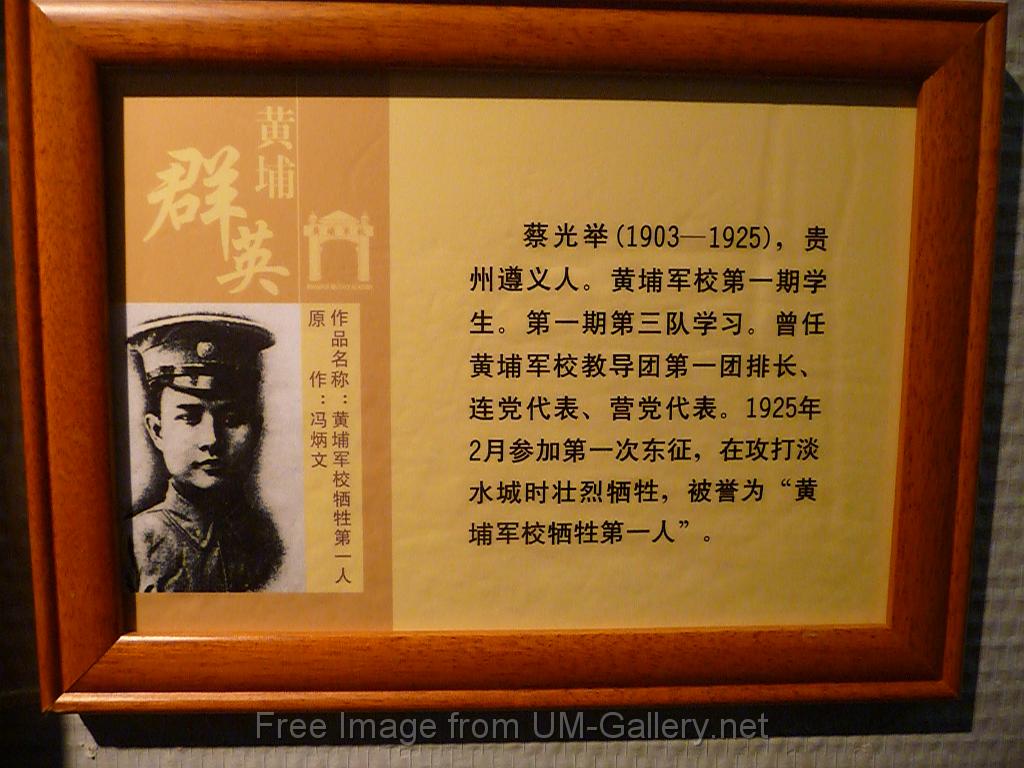 黄埔
群英
作品名称：黄埔军校牺牲第一人
原　作：冯炳文
蔡光举(1903—1925)，贵
州遵义人。黄埔军校第一期学
生。第一期第三队学习。曾任
黄埔军校教导团第一团排长、
连党代表、营党代表。1925年
2月参加第一次东征，在攻打淡
水城时壮烈牺牲，被誉为“黄
埔军校牺牲第一人”。
Free Image from UM-Gallery.net